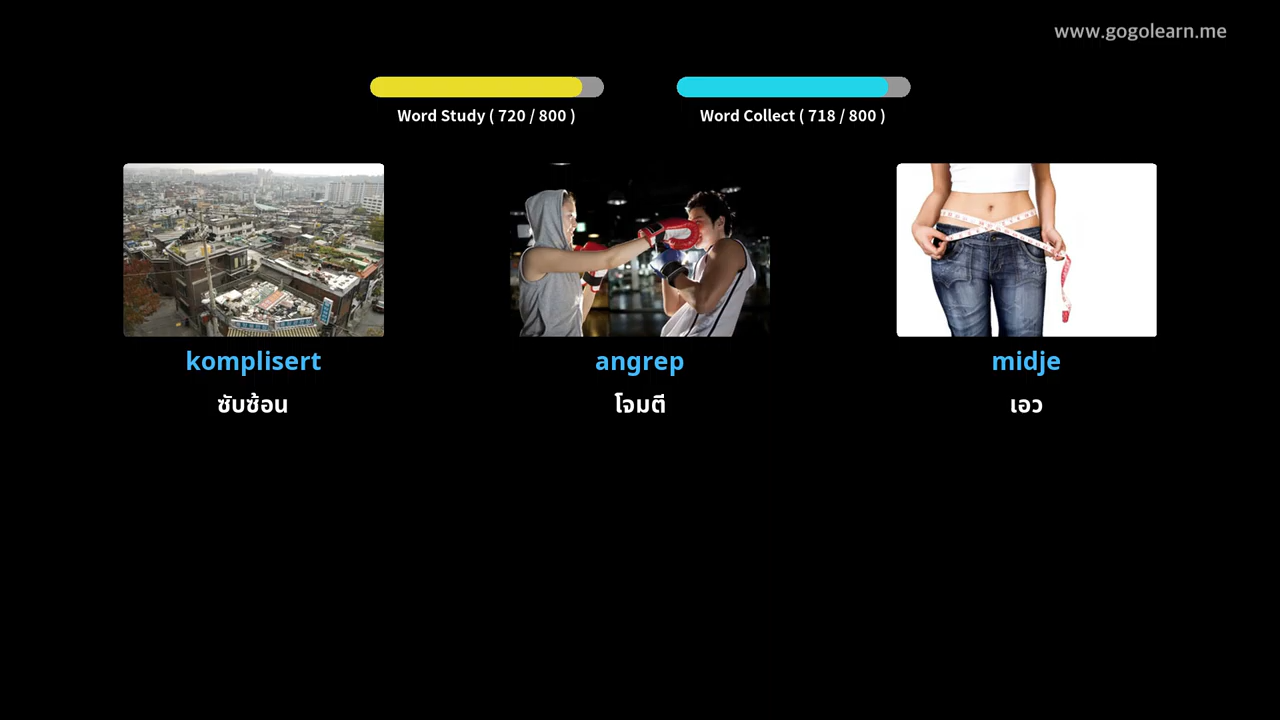 www.gogolearn.me
Word Study ( 720 / 800 )
Word Collect ( 718 / 800 )
komplisert
angrep
midje
ซับซ้อน
โจมตี
เอว